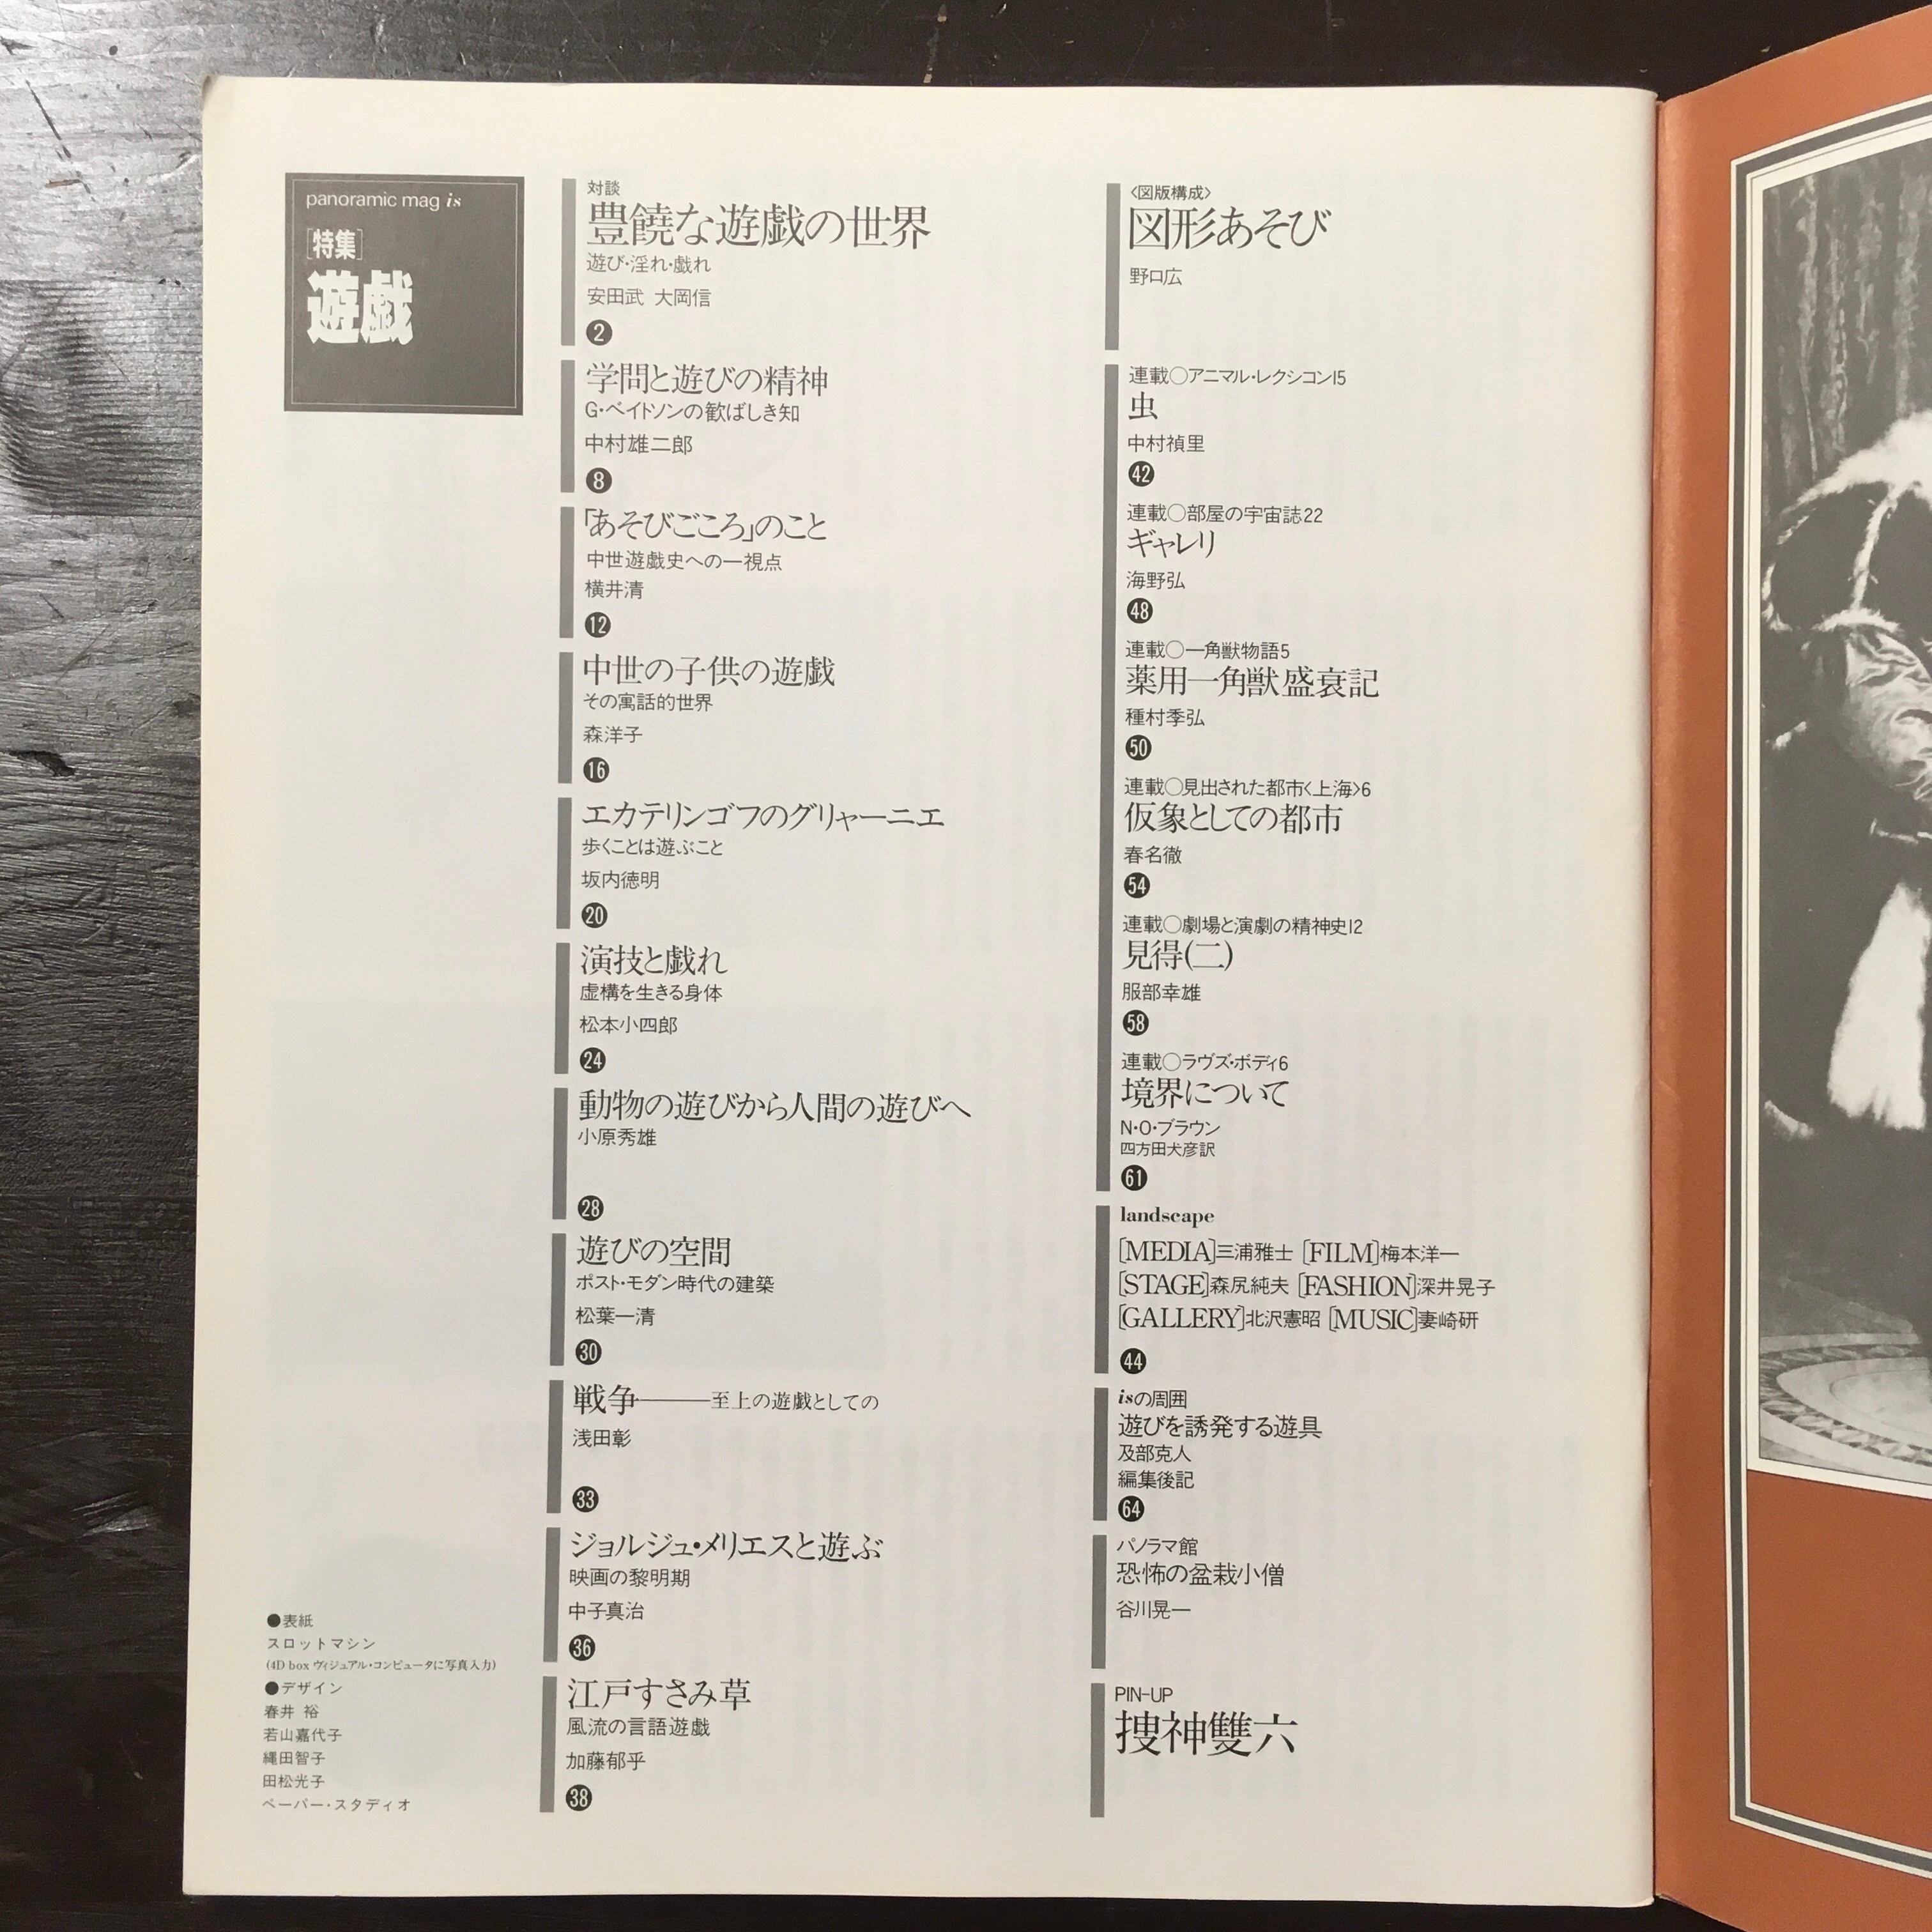 panoramic mag is
[特集]
遊戯
対談
豊饒な遊戯の世界
遊び・淫れ・戯れ
安田武 大岡信
2
学問と遊びの精神
G・ベイトソンの歓ばしき知
中村雄二郎
8
「あそびごころ」のこと
中世遊戯史への一視点
横井清
12
中世の子供の遊戯
その寓話的世界
森洋子
16
エカテリンゴフのグリャーニエ
歩くことは遊ぶこと
坂内徳明
20
演技と戯れ
虚構を生きる身体
松本小四郎
24
動物の遊びから人間の遊びへ
小原秀雄
28
遊びの空間
ポスト・モダン時代の建築
松葉一清
30
戦争———至上の遊戯としての
浅田彰
33
ジョルジュ・メリエスと遊ぶ
映画の黎明期
中子真治
36
江戸すさみ草
風流の言語遊戯
加藤郁乎
38
〈図版構成〉
図形あそび
野口広
連載○アニマル・レクシコン15
虫
中村禎里
42
連載○部屋の宇宙誌22
ギャレリ
海野弘
48
連載○一角獣物語5
薬用一角獣盛衰記
種村季弘
50
連載○見出された都市〈上海〉6
仮象としての都市
春名徹
54
連載○劇場と演劇の精神史12
見得(二)
服部幸雄
58
連載○ラヴズ・ボディ6
境界について
N・O・ブラウン
四方田犬彦訳
61
landscape
[MEDIA]三浦雅士 [FILM]梅本洋一
[STAGE]森尻純夫 [FASHION]深井晃子
[GALLERY]北沢憲昭 [MUSIC]妻崎研
44
isの周囲
遊びを誘発する遊具
及部克人
編集後記
64
パノラマ館
恐怖の盆栽小僧
谷川晃一
PIN-UP
捜神雙六
●表紙
スロットマシン
(4D box ヴィジュアル・コンピュータに写真入力)
●デザイン
春井 裕
若山嘉代子
縄田智子
田松光子
ペーパー・スタディオ